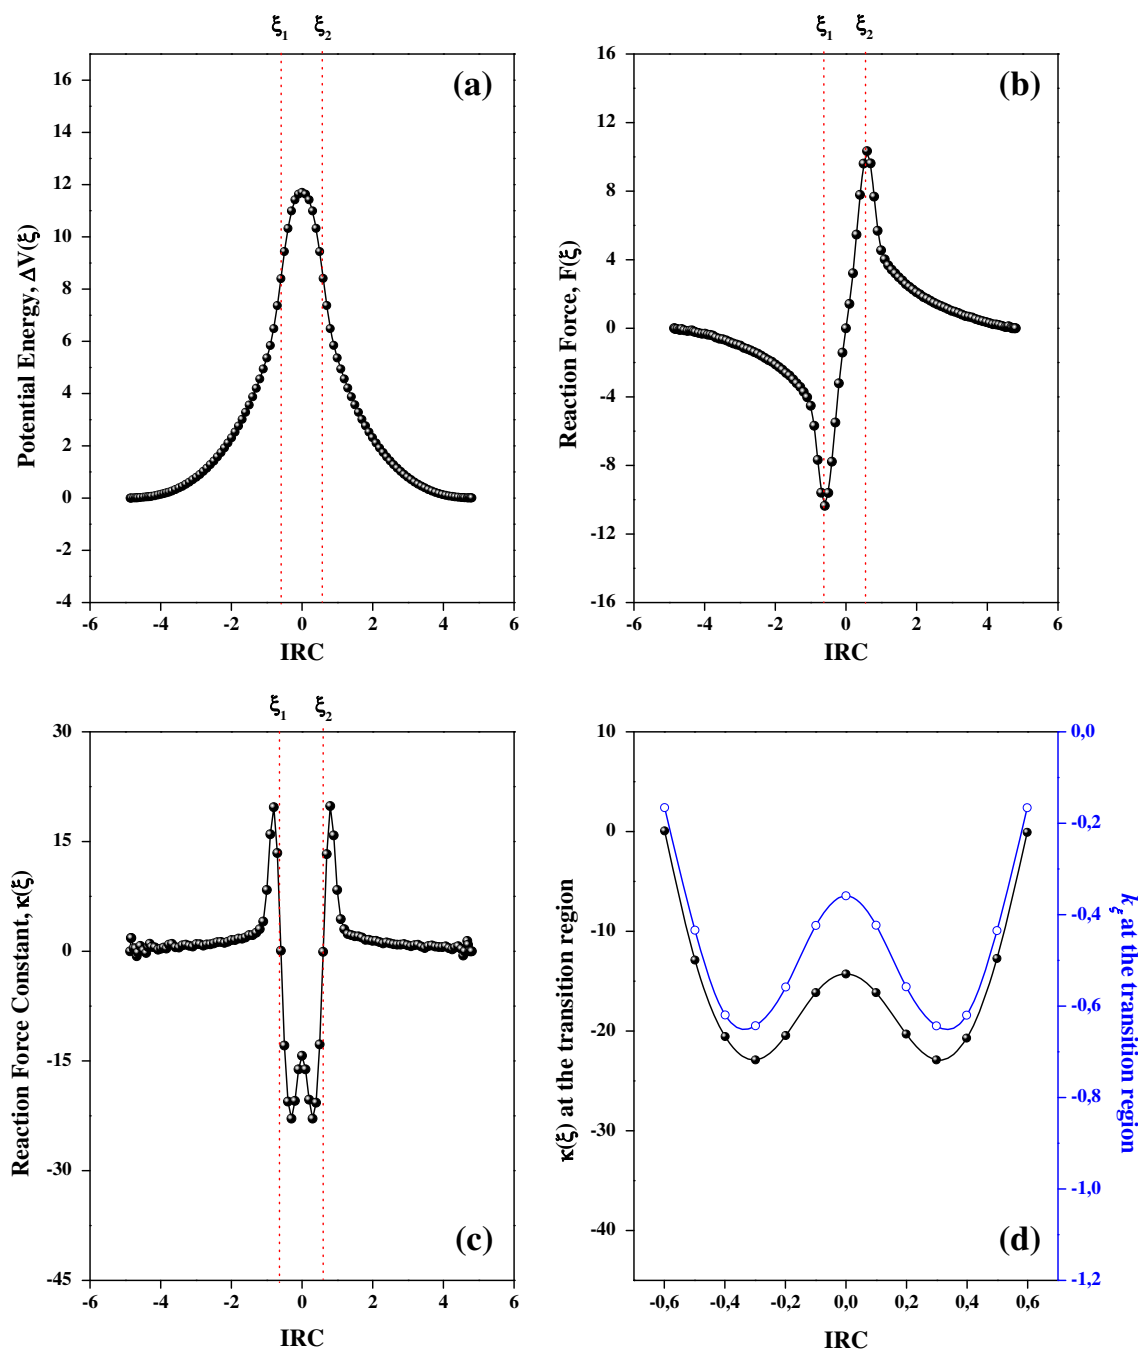 ξ1 ξ2
(a)
16
14
12
10
8
6
4
2
0
-2
-4
-6 -4 -2 0 2 4 6
Potential Energy, ΔV(ξ)
IRC
ξ1 ξ2
(b)
16
12
8
4
0
-4
-8
-12
-16
-6 -4 -2 0 2 4 6
Reaction Force, F(ξ)
IRC
ξ1 ξ2
30
15
0
-15
-30
-45
(c)
-6 -4 -2 0 2 4 6
Reaction Force Constant, κ(ξ)
IRC
10
0
-10
-20
-30
-40
(d)
-0,6 -0,4 -0,2 0,0 0,2 0,4 0,6
κ(ξ) at the transition region
IRC
0,0
-0,2
-0,4
-0,6
-0,8
-1,0
-1,2
kξ at the transition region